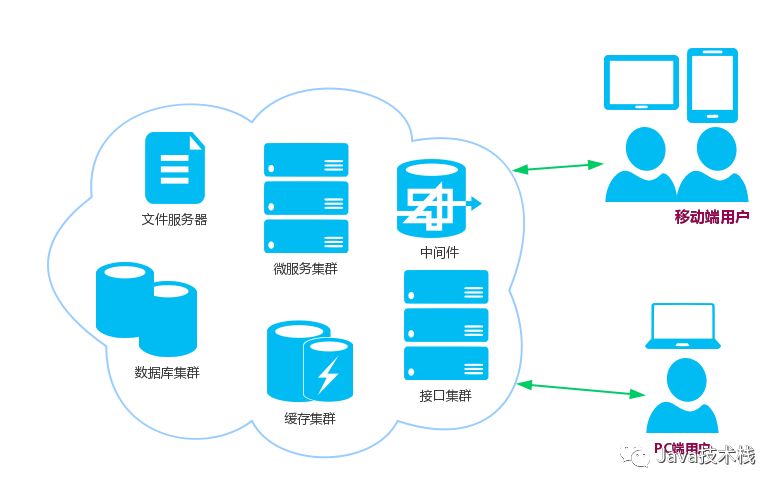 移动端用户
文件服务器
微服务集群
中间件
数据库集群
缓存集群
接口集群
PC端用户
Java技术栈